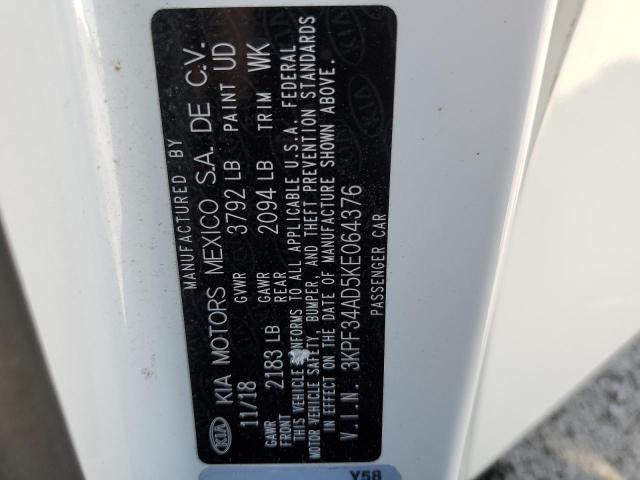 MANUFACTURED BY
KIA KIA MOTORS MEXICO S.A. DE C.V.
11/18 GVWR 3792 LB PAINT UD
GAWR FRONT 2183 LB GAWR REAR 2094 LB TRIM WK
THIS VEHICLE CONFORMS TO ALL APPLICABLE U.S.A. FEDERAL
MOTOR VEHICLE SAFETY, BUMPER, AND THEFT PREVENTION STANDARDS
IN EFFECT ON THE DATE OF MANUFACTURE SHOWN ABOVE.
V.I.N. 3KPF34AD5KE064376
PASSENGER CAR
Y58